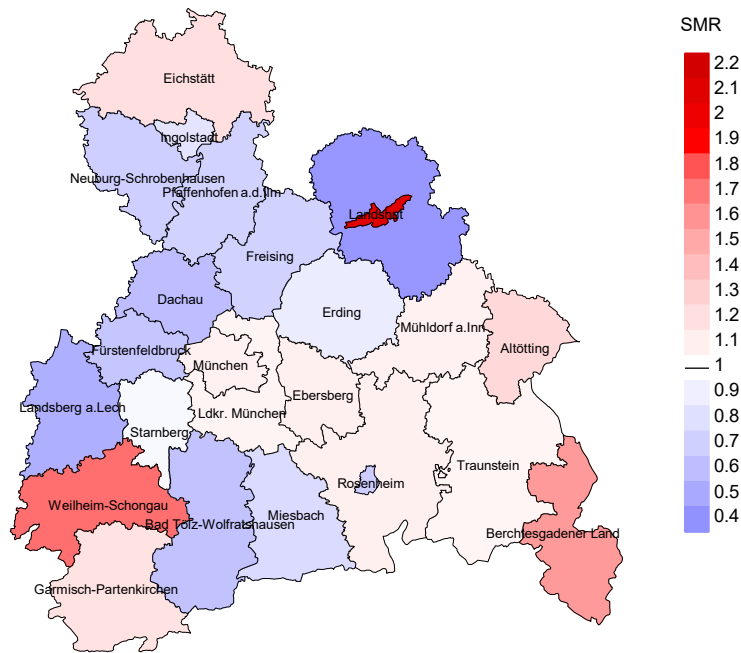 SMR
2.2
2.1
2
1.9
1.8
1.7
1.6
1.5
1.4
1.3
1.2
1.1
1
0.9
0.8
0.7
0.6
0.5
0.4
Eichstätt
Ingolstadt
Neuburg-Schrobenhausen
Pfaffenhofen a.d.Ilm
Landshut
Freising
Dachau
Erding
Mühldorf a.Inn
Altötting
Fürstenfeldbruck
München
Ebersberg
Landsberg a.Lech
Ldkr. München
Starnberg
Traunstein
Rosenheim
Weilheim-Schongau
Miesbach
Bad Tölz-Wolfratshausen
Berchtesgadener Land
Garmisch-Partenkirchen